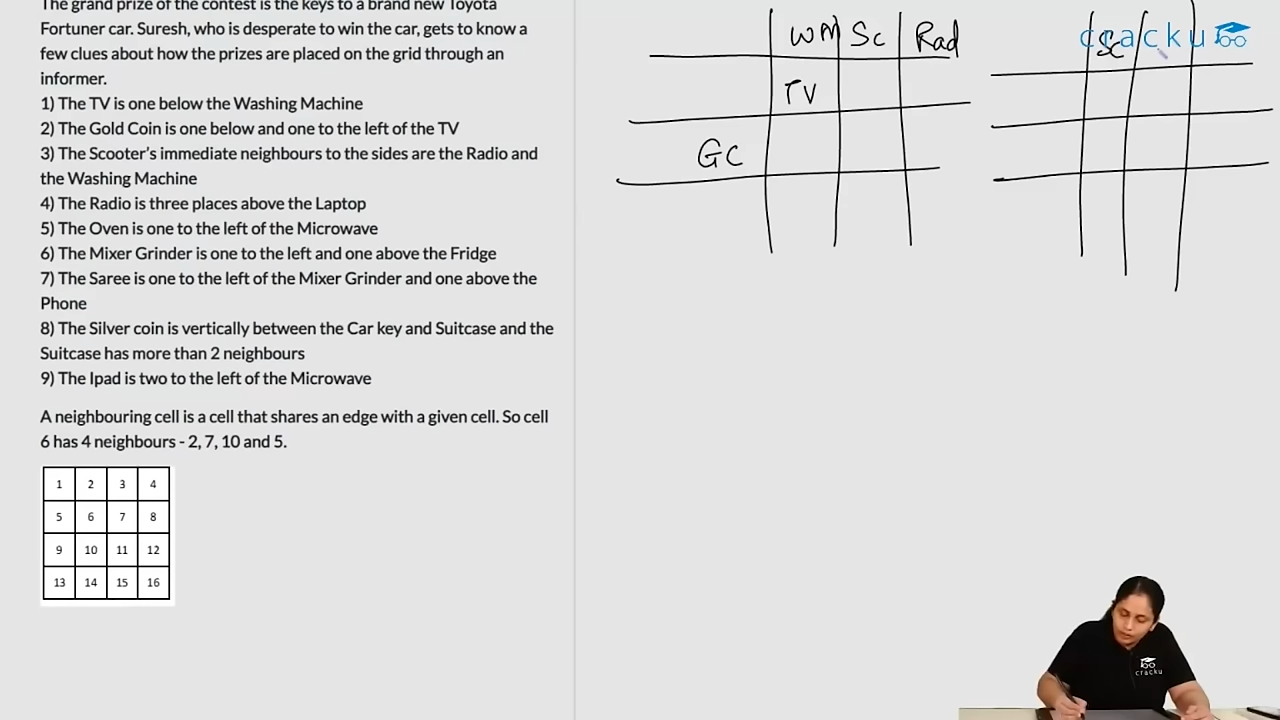 The grand prize of the contest is the keys to a brand new Toyota
Fortuner car. Suresh, who is desperate to win the car, gets to know a
few clues about how the prizes are placed on the grid through an
informer.
1) The TV is one below the Washing Machine
2) The Gold Coin is one below and one to the left of the TV
3) The Scooter's immediate neighbours to the sides are the Radio and
the Washing Machine
4) The Radio is three places above the Laptop
5) The Oven is one to the left of the Microwave
6) The Mixer Grinder is one to the left and one above the Fridge
7) The Saree is one to the left of the Mixer Grinder and one above the
Phone
8) The Silver coin is vertically between the Car key and Suitcase and the
Suitcase has more than 2 neighbours
9) The Ipad is two to the left of the Microwave
A neighbouring cell is a cell that shares an edge with a given cell. So cell
6 has 4 neighbours - 2, 7, 10 and 5.
1 2 3 4
5 6 7 8
9 10 11 12
13 14 15 16
WM Sc Rad
TV
GC
Sc
cracku
cracku